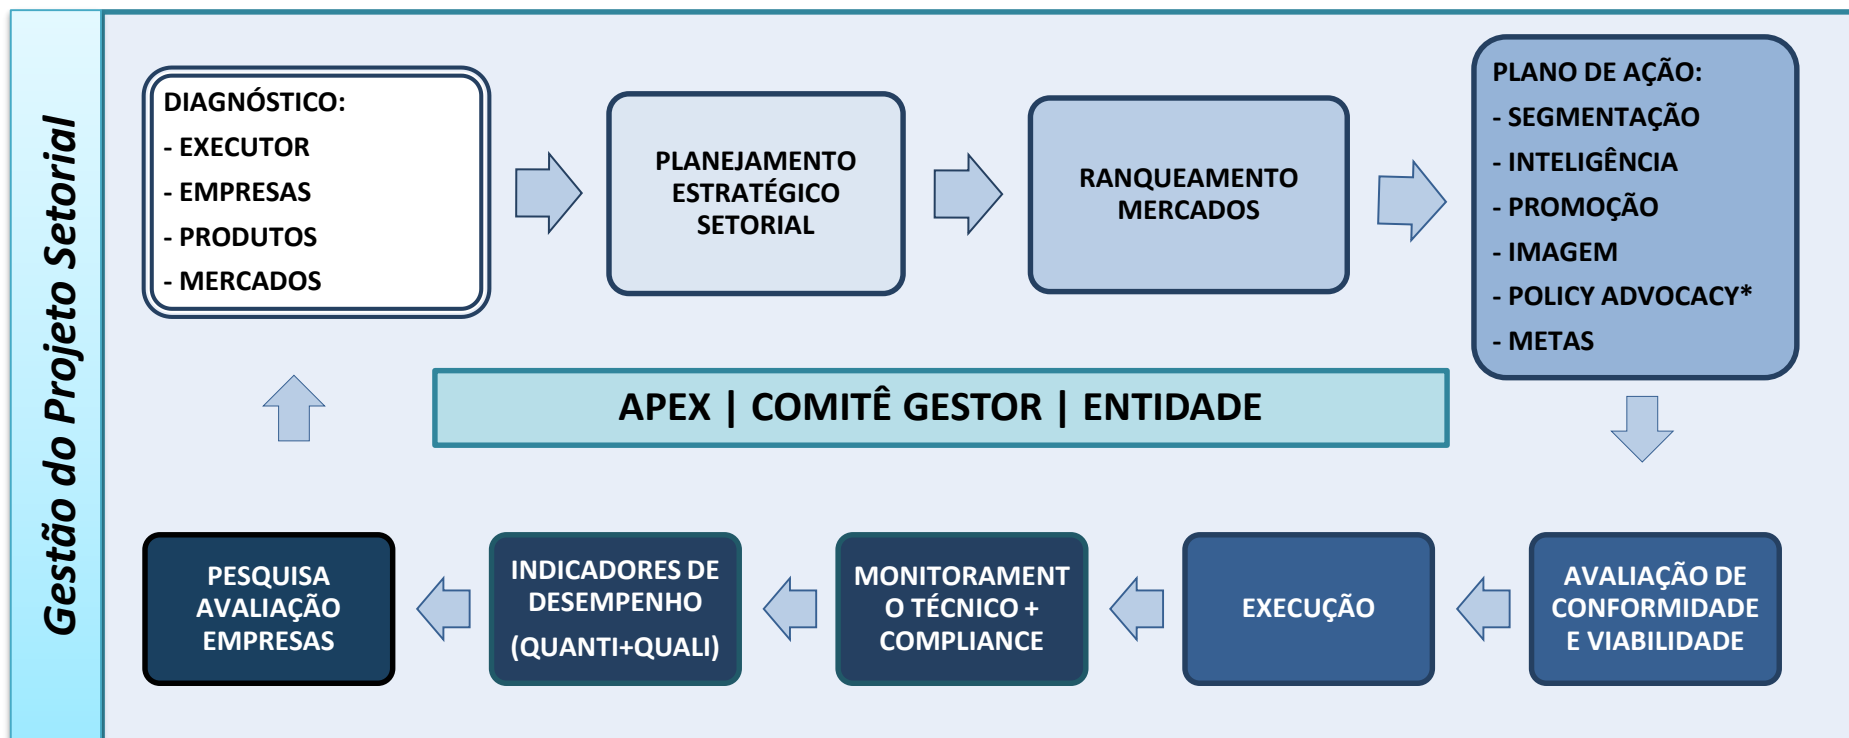 Gestão do Projeto Setorial
DIAGNÓSTICO:
- EXECUTOR
- EMPRESAS
- PRODUTOS
- MERCADOS
PLANEJAMENTO
ESTRATÉGICO
SETORIAL
RANQUEAMENTO
MERCADOS
PLANO DE AÇÃO:
- SEGMENTAÇÃO
- INTELIGÊNCIA
- PROMOÇÃO
- IMAGEM
- POLICY ADVOCACY*
- METAS
APEX | COMITÊ GESTOR | ENTIDADE
PESQUISA
AVALIAÇÃO
EMPRESAS
INDICADORES DE
DESEMPENHO
(QUANTI+QUALI)
MONITORAMENT
O TÉCNICO +
COMPLIANCE
EXECUÇÃO
AVALIAÇÃO DE
CONFORMIDADE
E VIABILIDADE